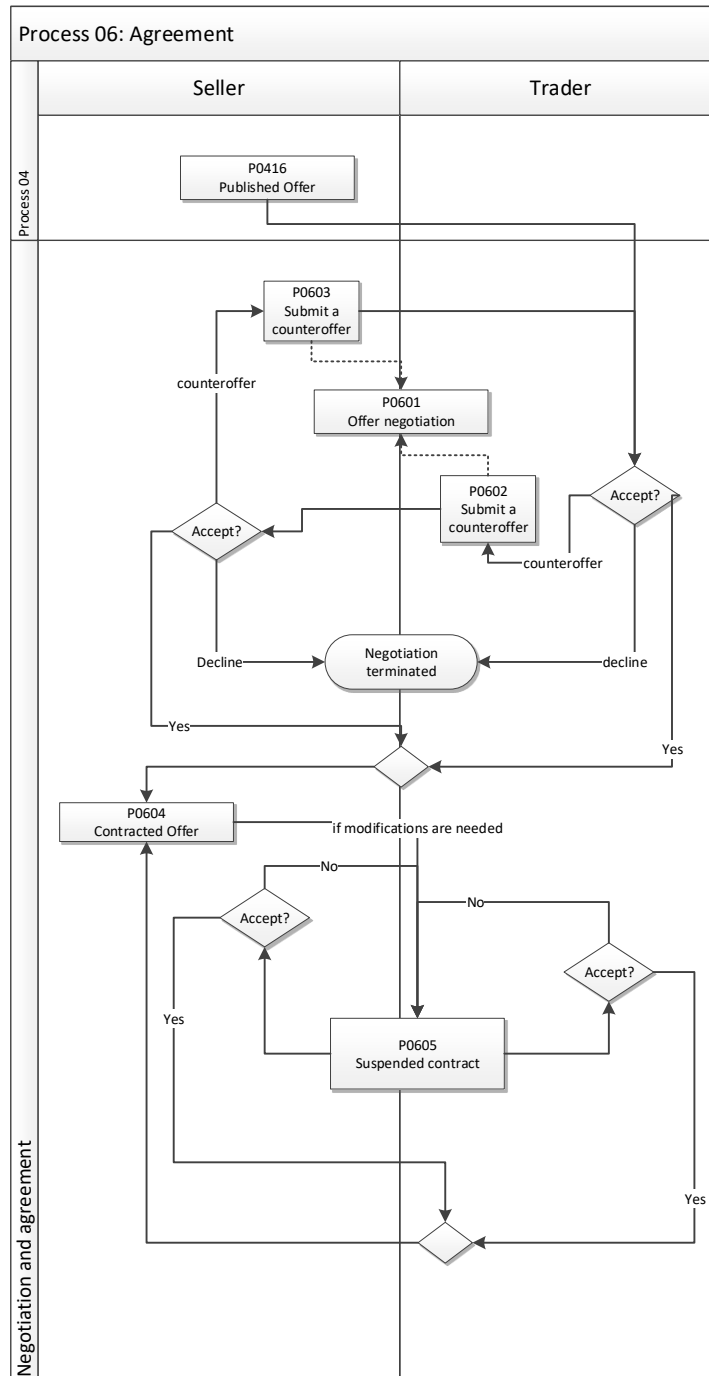 Process 06: Agreement
Seller
Trader
Process 04
P0416
Published Offer
P0603
Submit a
counteroffer
counteroffer
P0601
Offer negotiation
P0602
Submit a
counteroffer
Accept?
Accept?
counteroffer
Negotiation
terminated
Decline
decline
Yes
Yes
P0604
Contracted Offer
if modifications are needed
No
No
Accept?
Accept?
Yes
P0605
Suspended contract
Yes
Negotiation and agreement